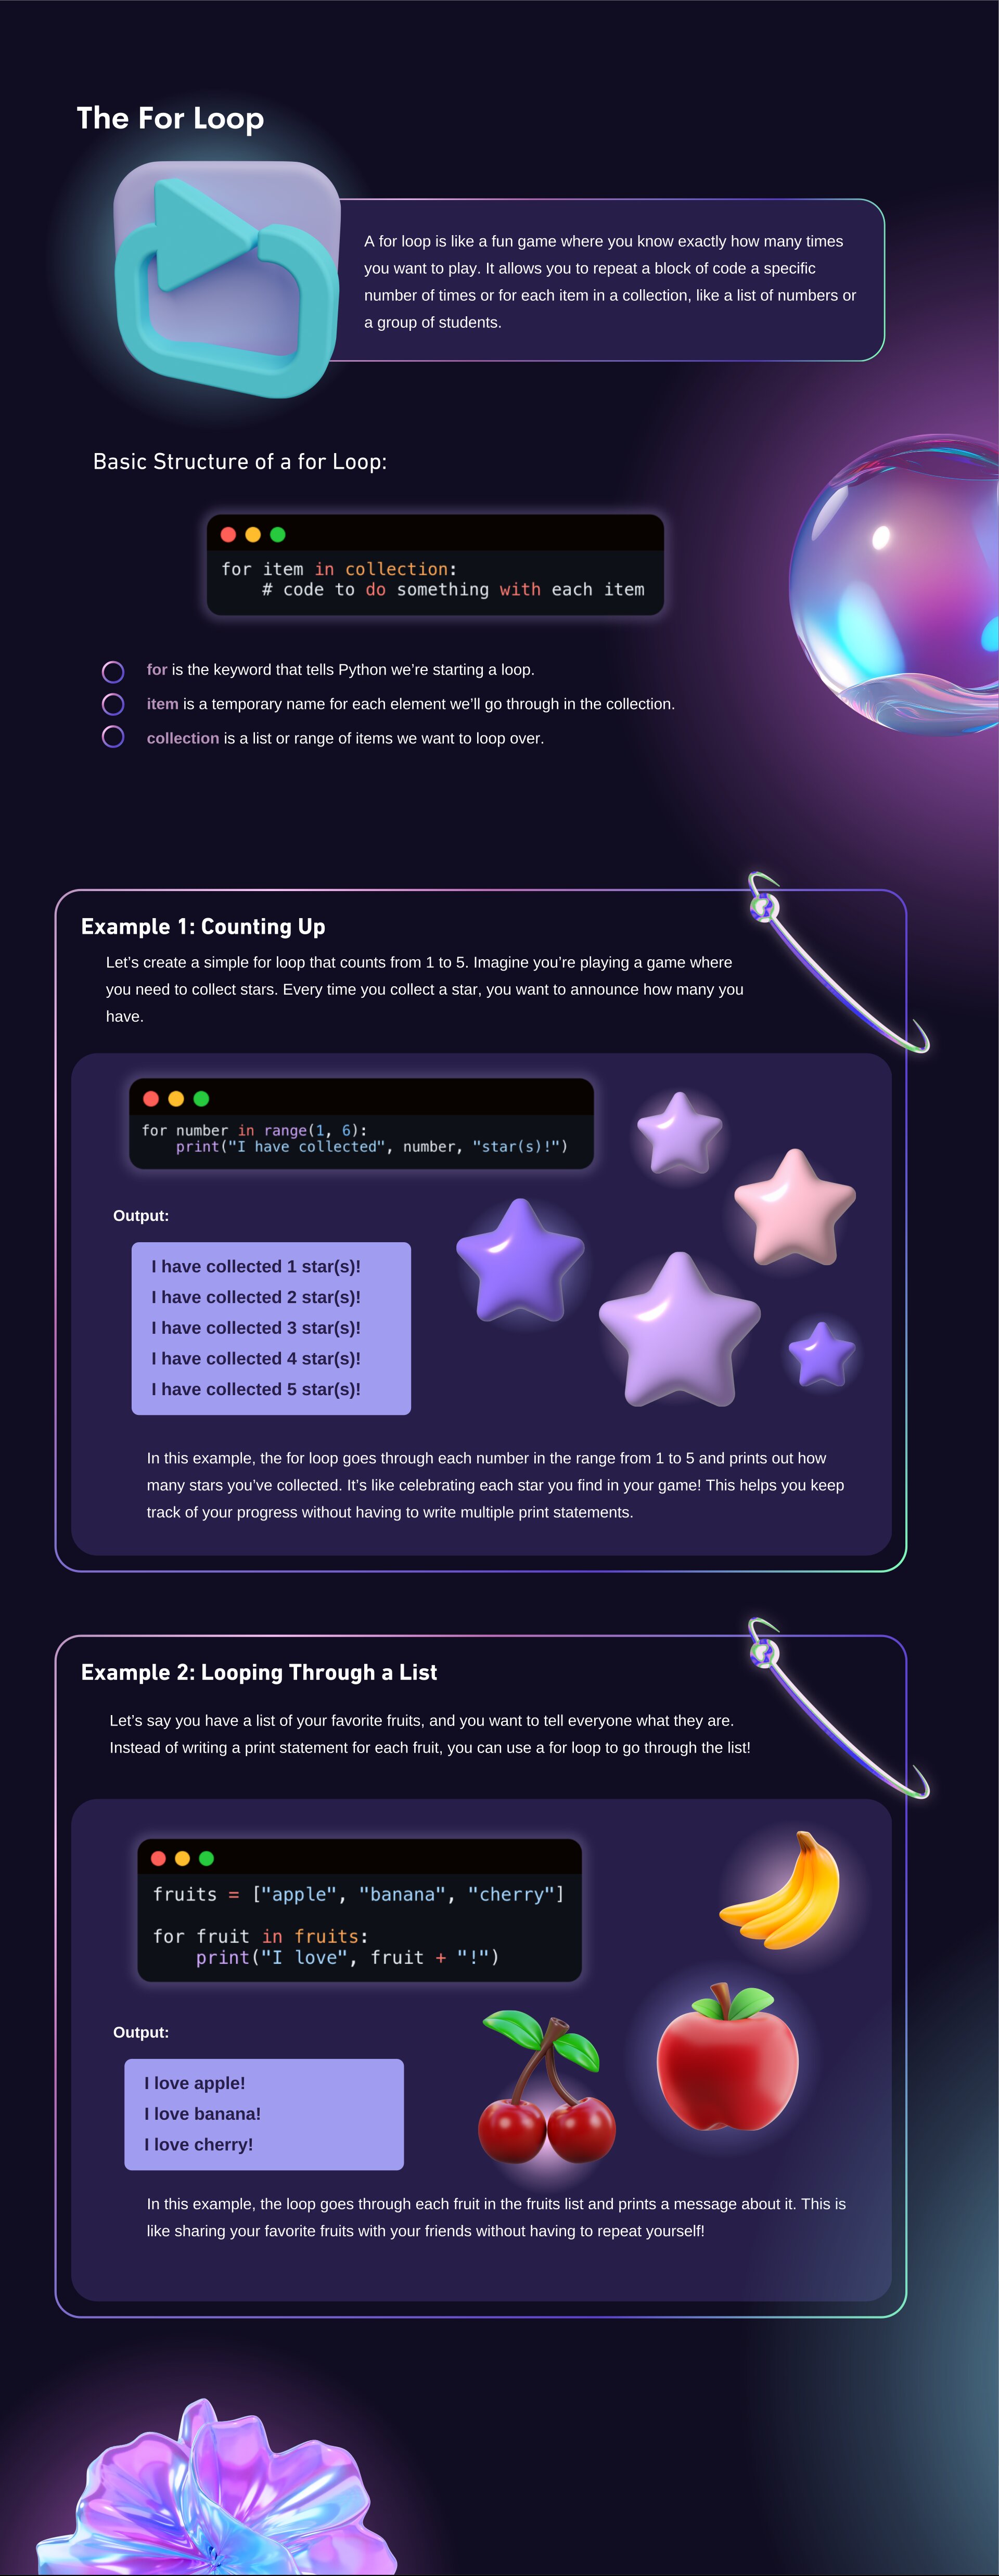 The For Loop
A for loop is like a fun game where you know exactly how many times
you want to play. It allows you to repeat a block of code a specific
number of times or for each item in a collection, like a list of numbers or
a group of students.
Basic Structure of a for Loop:
for item in collection:
    # code to do something with each item
for is the keyword that tells Python we’re starting a loop.
item is a temporary name for each element we’ll go through in the collection.
collection is a list or range of items we want to loop over.
Example 1: Counting Up
Let’s create a simple for loop that counts from 1 to 5. Imagine you’re playing a game where
you need to collect stars. Every time you collect a star, you want to announce how many you
have.
for number in range(1, 6):
    print("I have collected", number, "star(s)!")
Output:
I have collected 1 star(s)!
I have collected 2 star(s)!
I have collected 3 star(s)!
I have collected 4 star(s)!
I have collected 5 star(s)!
In this example, the for loop goes through each number in the range from 1 to 5 and prints out how
many stars you’ve collected. It’s like celebrating each star you find in your game! This helps you keep
track of your progress without having to write multiple print statements.
Example 2: Looping Through a List
Let’s say you have a list of your favorite fruits, and you want to tell everyone what they are.
Instead of writing a print statement for each fruit, you can use a for loop to go through the list!
fruits = ["apple", "banana", "cherry"]
for fruit in fruits:
    print("I love", fruit + "!")
Output:
I love apple!
I love banana!
I love cherry!
In this example, the loop goes through each fruit in the fruits list and prints a message about it. This is
like sharing your favorite fruits with your friends without having to repeat yourself!